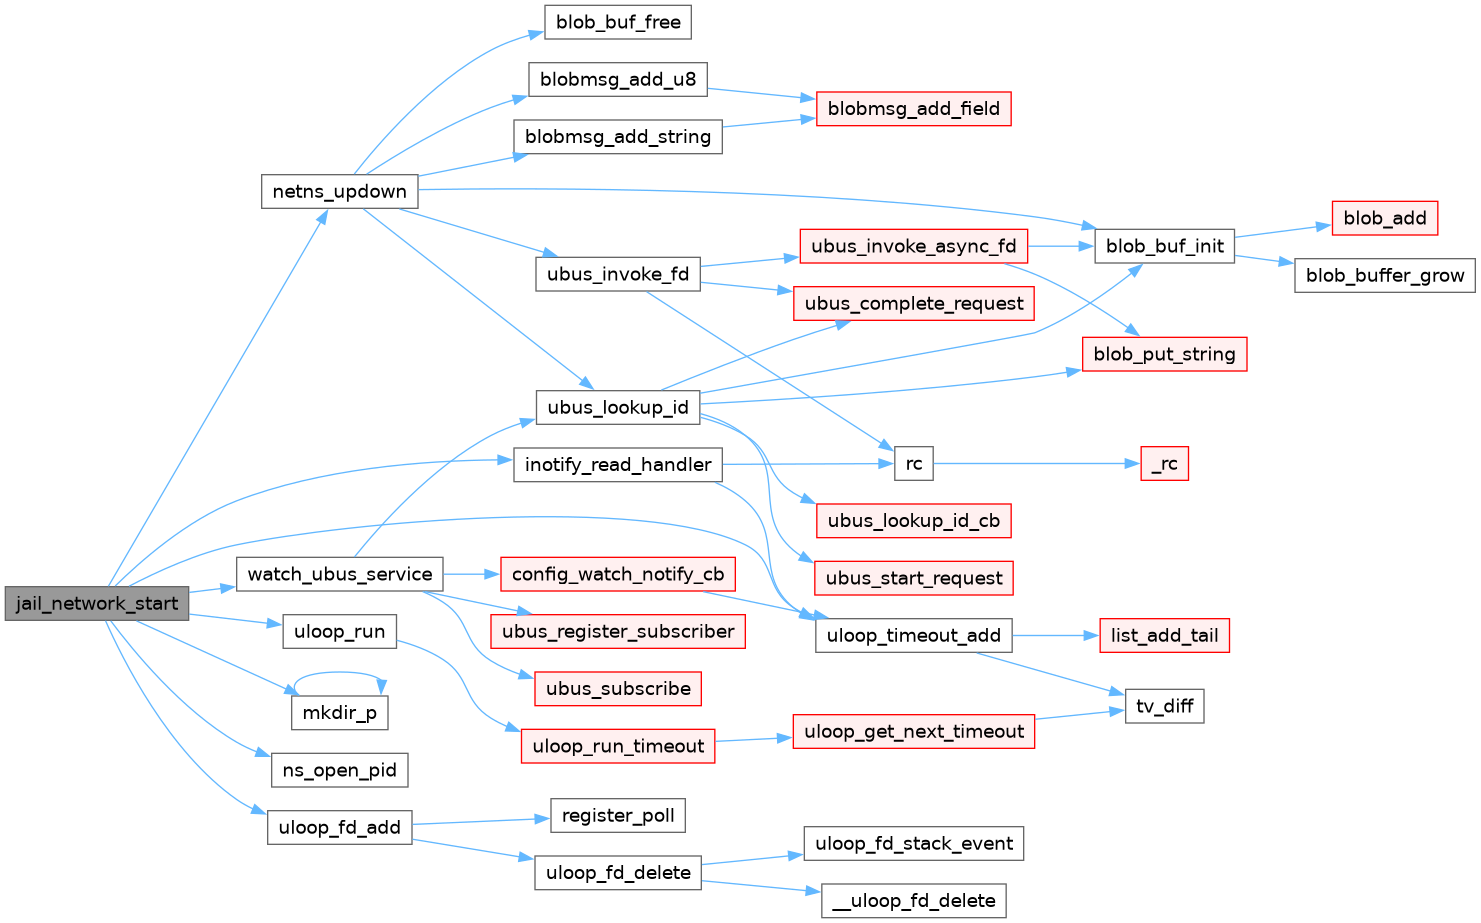 blob_buf_free
blobmsg_add_u8
blobmsg_add_field
blobmsg_add_string
netns_updown
blob_add
ubus_invoke_async_fd
blob_buf_init
ubus_invoke_fd
blob_buffer_grow
ubus_complete_request
blob_put_string
ubus_lookup_id
inotify_read_handler
rc
_rc
ubus_lookup_id_cb
watch_ubus_service
config_watch_notify_cb
ubus_start_request
jail_network_start
uloop_run
ubus_register_subscriber
uloop_timeout_add
list_add_tail
ubus_subscribe
mkdir_p
tv_diff
uloop_run_timeout
uloop_get_next_timeout
ns_open_pid
uloop_fd_add
register_poll
uloop_fd_stack_event
uloop_fd_delete
__uloop_fd_delete